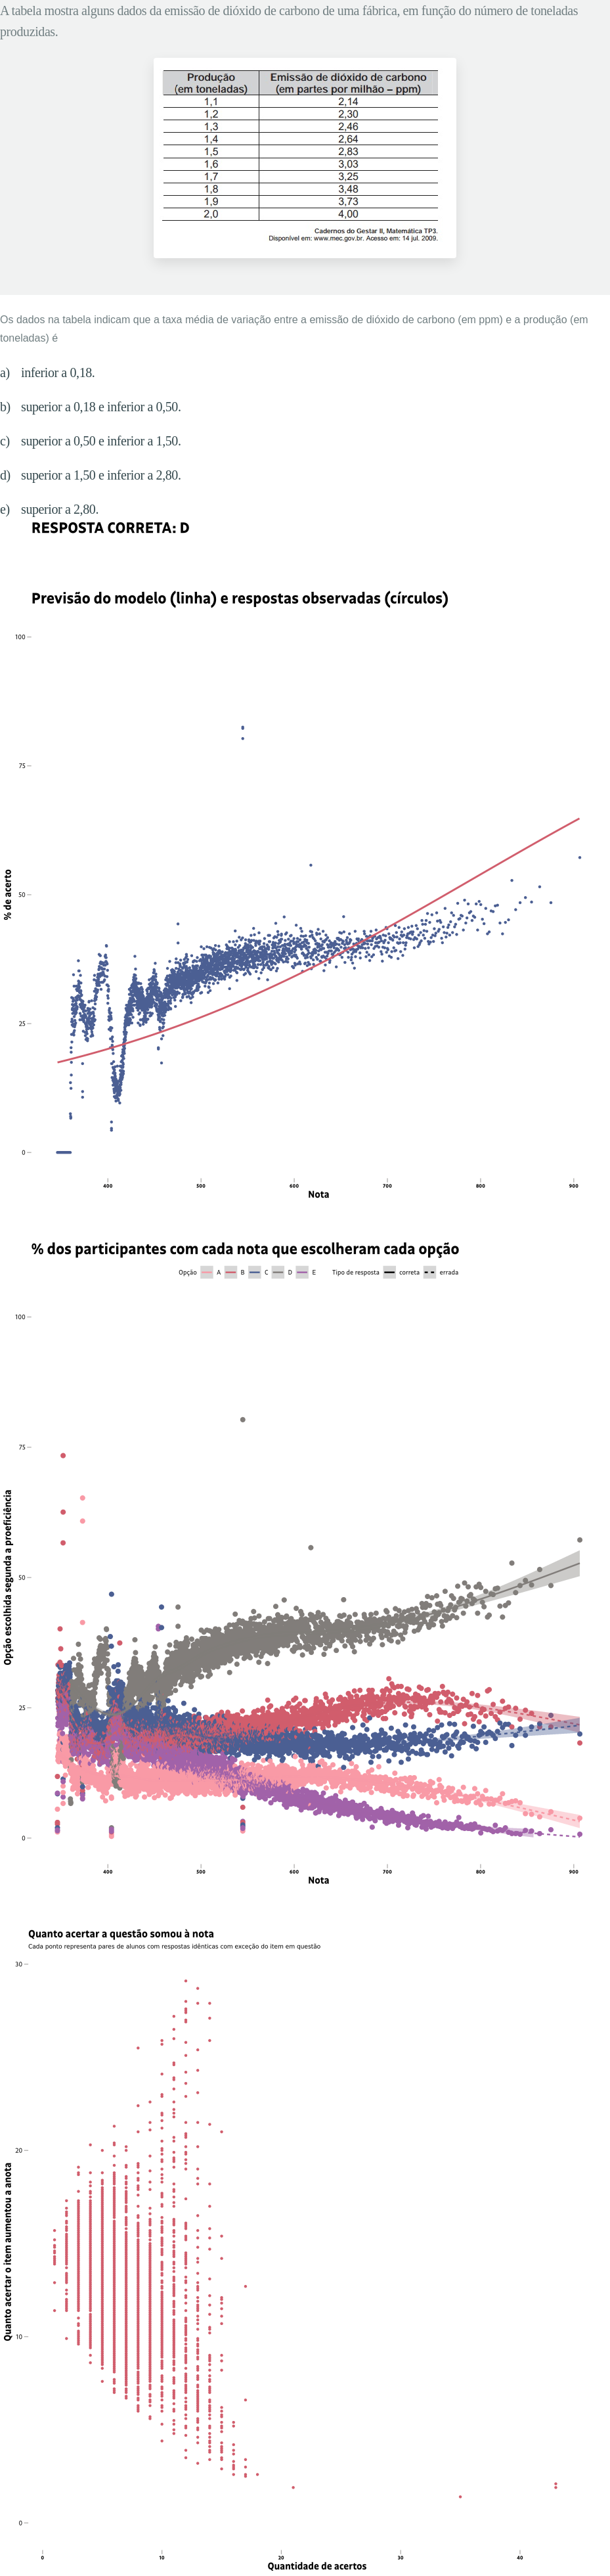 A tabela mostra alguns dados da emissão de dióxido de carbono de uma fábrica, em função do número de toneladas
produzidas.
Produção Emissão de dióxido de carbono
(em toneladas) (em partes por milhão – ppm)
1,1 2,14
1,2 2,30
1,3 2,46
1,4 2,64
1,5 2,83
1,6 3,03
1,7 3,25
1,8 3,48
1,9 3,73
2,0 4,00
Cadernos do Gestar II, Matemática TP3.
Disponível em: www.mec.gov.br. Acesso em: 14 jul. 2009.
Os dados na tabela indicam que a taxa média de variação entre a emissão de dióxido de carbono (em ppm) e a produção (em
toneladas) é
a) inferior a 0,18.
b) superior a 0,18 e inferior a 0,50.
c) superior a 0,50 e inferior a 1,50.
d) superior a 1,50 e inferior a 2,80.
e) superior a 2,80.
RESPOSTA CORRETA: D
Previsão do modelo (linha) e respostas observadas (círculos)
100
75
50
25
0
% de acerto
400 500 600 700 800 900
Nota
% dos participantes com cada nota que escolheram cada opção
Opção A B C D E Tipo de resposta correta errada
100
75
50
25
0
Opção escolhida segunda a proeficiência
400 500 600 700 800 900
Nota
Quanto acertar a questão somou à nota
Cada ponto representa pares de alunos com respostas idênticas com exceção do item em questão
30
20
10
0
Quanto acertar o item aumentou a anota
0 10 20 30 40
Quantidade de acertos